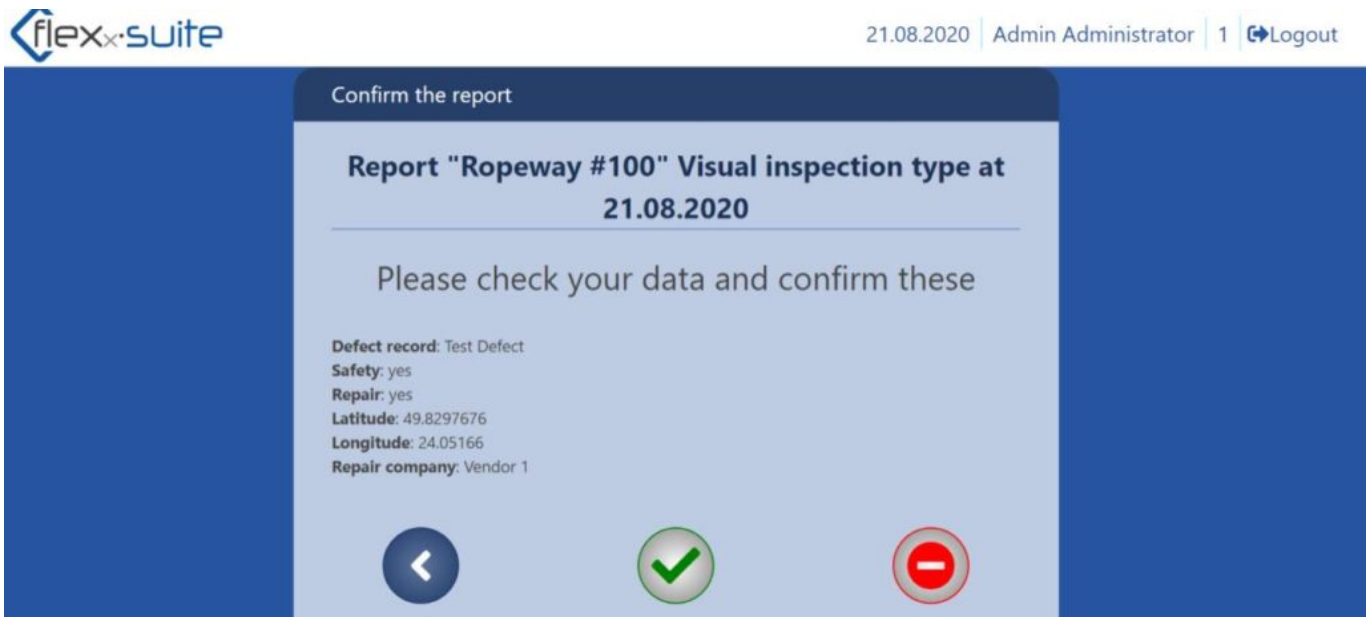 flexx·suite
21.08.2020 Admin Administrator 1 Logout
Confirm the report
Report "Ropeway #100" Visual inspection type at
21.08.2020
Please check your data and confirm these
Defect record: Test Defect
Safety: yes
Repair: yes
Latitude: 49.8297676
Longitude: 24.05166
Repair company: Vendor 1